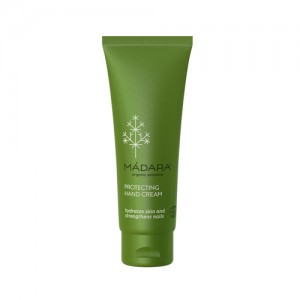 MÁDARA
organic skincare
PROTECTING
HAND CREAM
hydrates skin and
strengthens nails